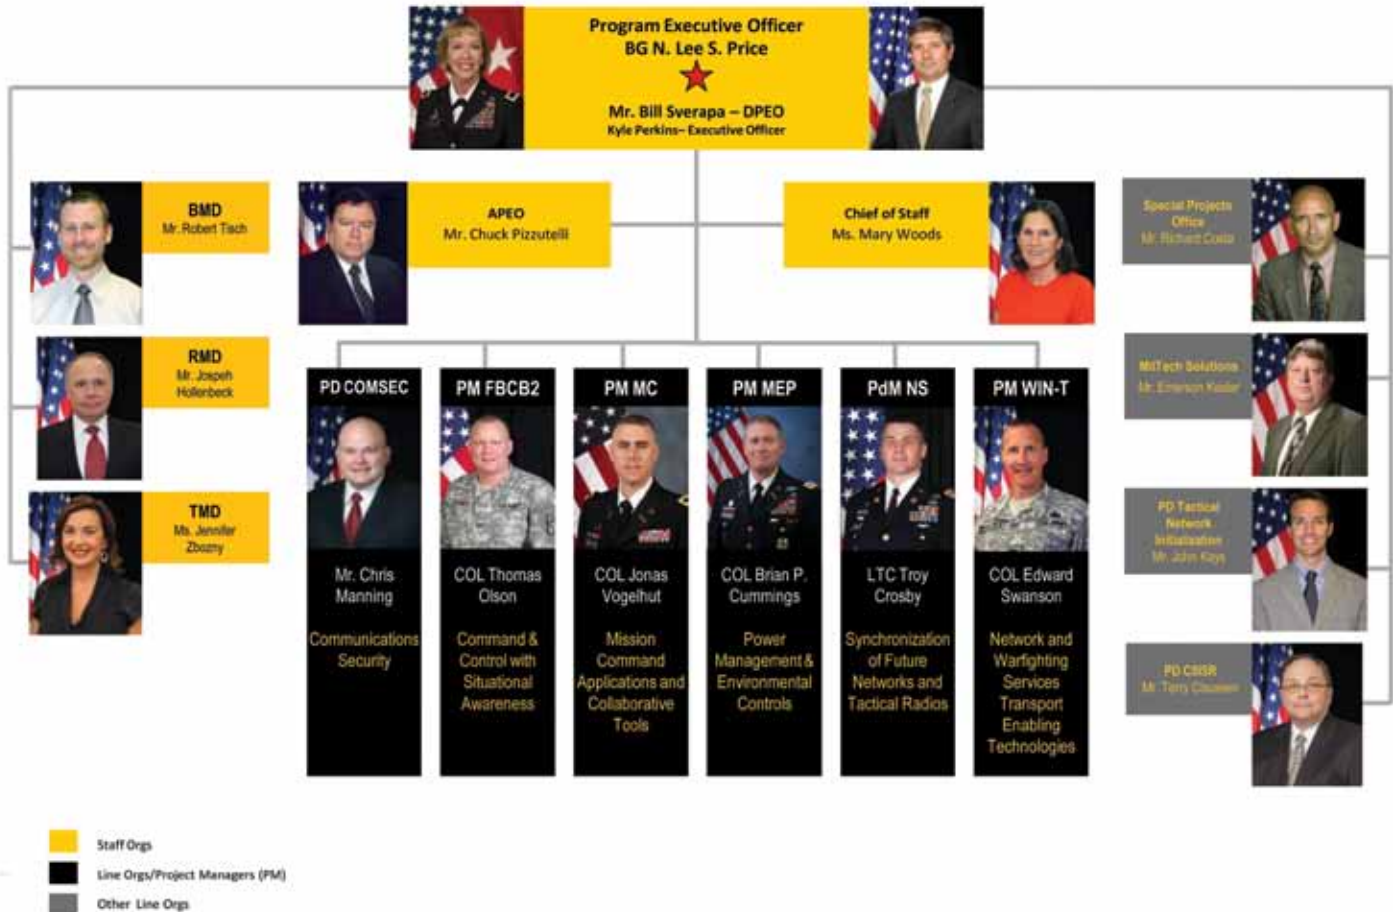 Program Executive Officer
BG N. Lee S. Price
Mr. Bill Sverapa – DPEO
Kyle Perkins– Executive Officer
BMD
Mr. Robert Tisch
APEO
Mr. Chuck Pizzutelli
Chief of Staff
Ms. Mary Woods
Special Projects
Office
Mr. Richard Costa
RMD
Mr. Jospeh
Hollenbeck
MilTech Solutions
Mr. Emerson Keslar
TMD
Ms. Jennifer
Zbozny
PD Tactical
Network
Initialization
Mr. John Kays
PD
Mr. Terry Claussen
PD COMSEC
Mr. Chris
Manning
Communications
Security
PM FBCB2
COL Thomas
Olson
Command &
Control with
Situational
Awareness
PM MC
COL Jonas
Vogelhut
Mission
Command
Applications and
Collaborative
Tools
PM MEP
COL Brian P.
Cummings
Power
Management &
Environmental
Controls
PdM NS
LTC Troy
Crosby
Synchronization
of Future
Networks and
Tactical Radios
PM WIN-T
COL Edward
Swanson
Network and
Warfighting
Services
Transport
Enabling
Technologies
Staff Orgs
Line Orgs/Project Managers (PM)
Other Line Orgs